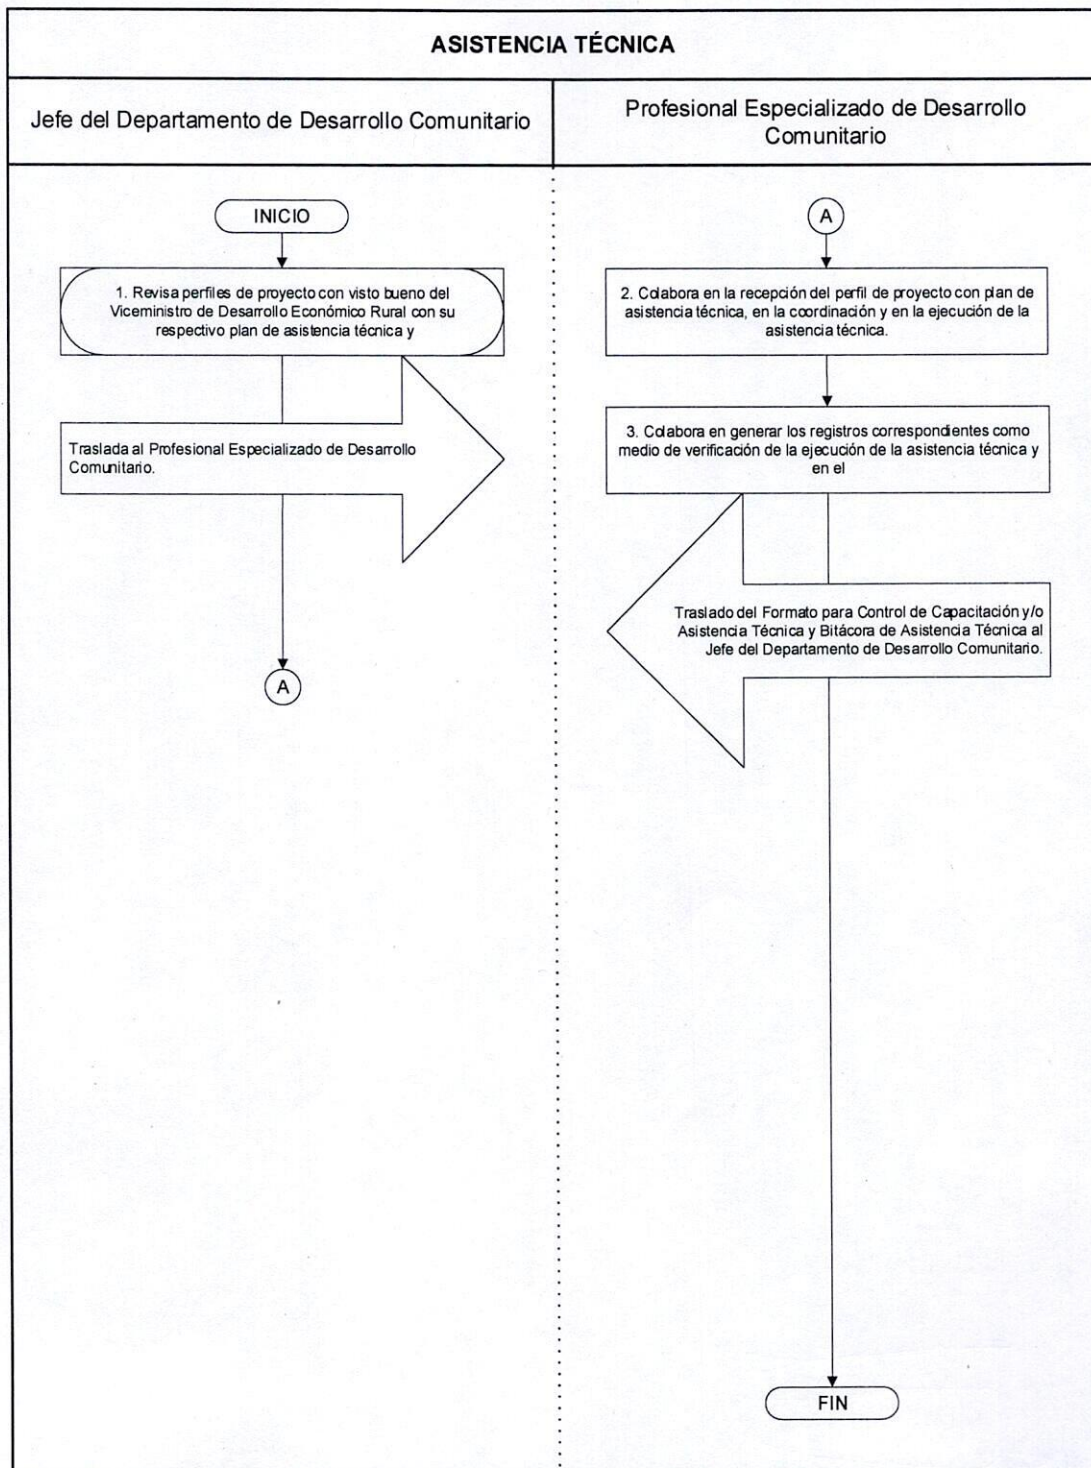 ASISTENCIA TÉCNICA
Jefe del Departamento de Desarrollo Comunitario
Profesional Especializado de Desarrollo
Comunitario
INICIO
1. Revisa perfiles de proyecto con visto bueno del
Viceministro de Desarrollo Económico Rural con su
respectivo plan de asistencia técnica y
Traslada al Profesional Especializado de Desarrollo
Comunitario.
A
A
2. Colabora en la recepción del perfil de proyecto con plan de
asistencia técnica, en la coordinación y en la ejecución de la
asistencia técnica.
3. Colabora en generar los registros correspondientes como
medio de verificación de la ejecución de la asistencia técnica y
en el
Traslado del Formato para Control de Capacitación y/o
Asistencia Técnica y Bitácora de Asistencia Técnica al
Jefe del Departamento de Desarrollo Comunitario.
FIN